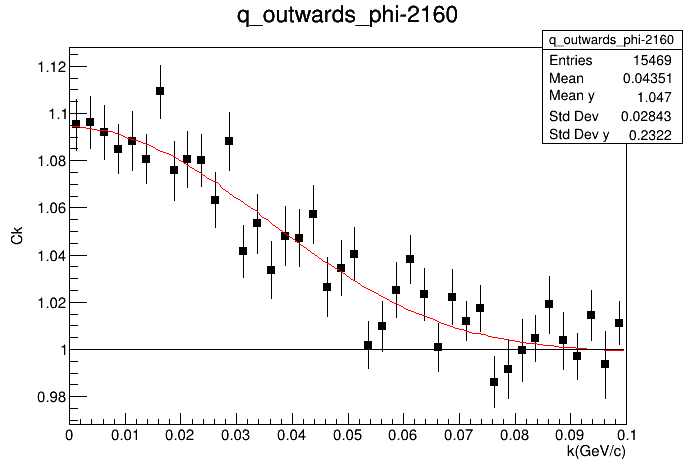 q_outwards_phi-2160
q_outwards_phi-2160
Entries 15469
Mean 0.04351
Mean y 1.047
Std Dev 0.02843
Std Dev y 0.2322
Ck
1.12
1.1
1.08
1.06
1.04
1.02
1
0.98
0 0.01 0.02 0.03 0.04 0.05 0.06 0.07 0.08 0.09 0.1
k(GeV/c)